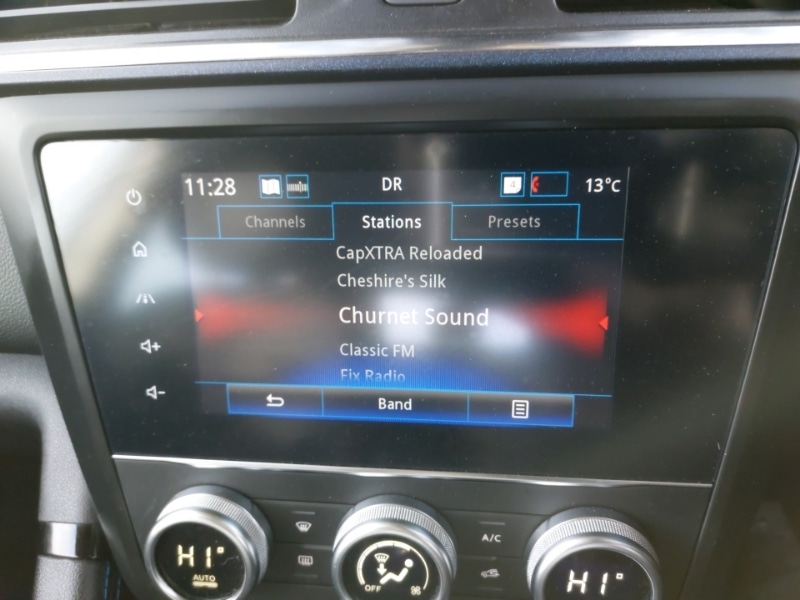 11:28 DR 4 13°C
Channels Stations Presets
CapXTRA Reloaded
Cheshire's Silk
Churnet Sound
Classic FM
Fix Radio
Band
A/C
HI°
AUTO
OFF
HI°